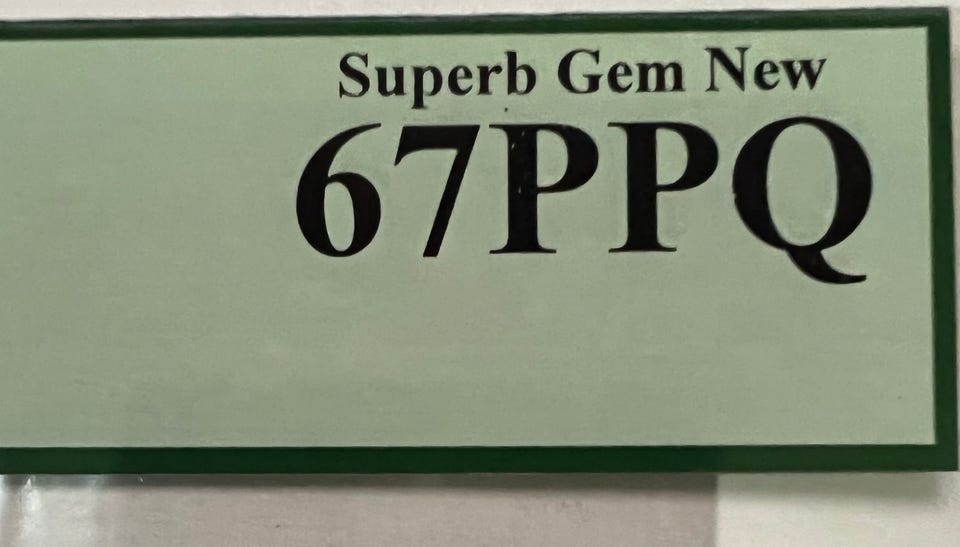 Superb Gem New
67PPQ